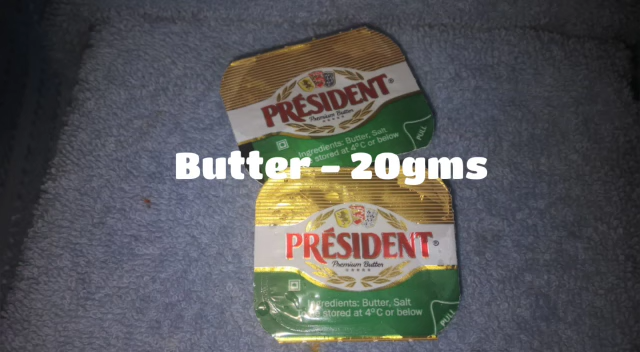 PRÉSIDENT®
Premium Butter
Ingredients: Butter, Salt
stored at 4°C or below
PULL
Butter - 20gms
PRÉSIDENT®
Premium Butter
redients: Butter, Salt
stored at 4°C or below
PULL